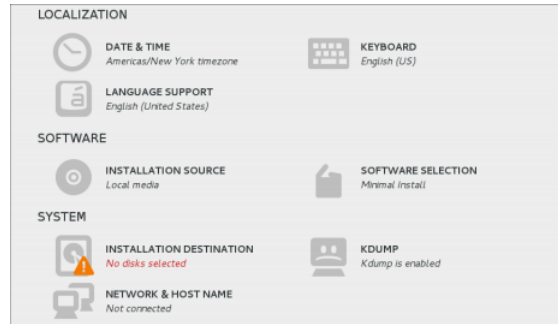 LOCALIZATION
DATE & TIME
Americas/New York timezone
KEYBOARD
English (US)
LANGUAGE SUPPORT
English (United States)
SOFTWARE
INSTALLATION SOURCE
Local media
SOFTWARE SELECTION
Minimal Install
SYSTEM
INSTALLATION DESTINATION
No disks selected
KDUMP
Kdump is enabled
NETWORK & HOST NAME
Not connected